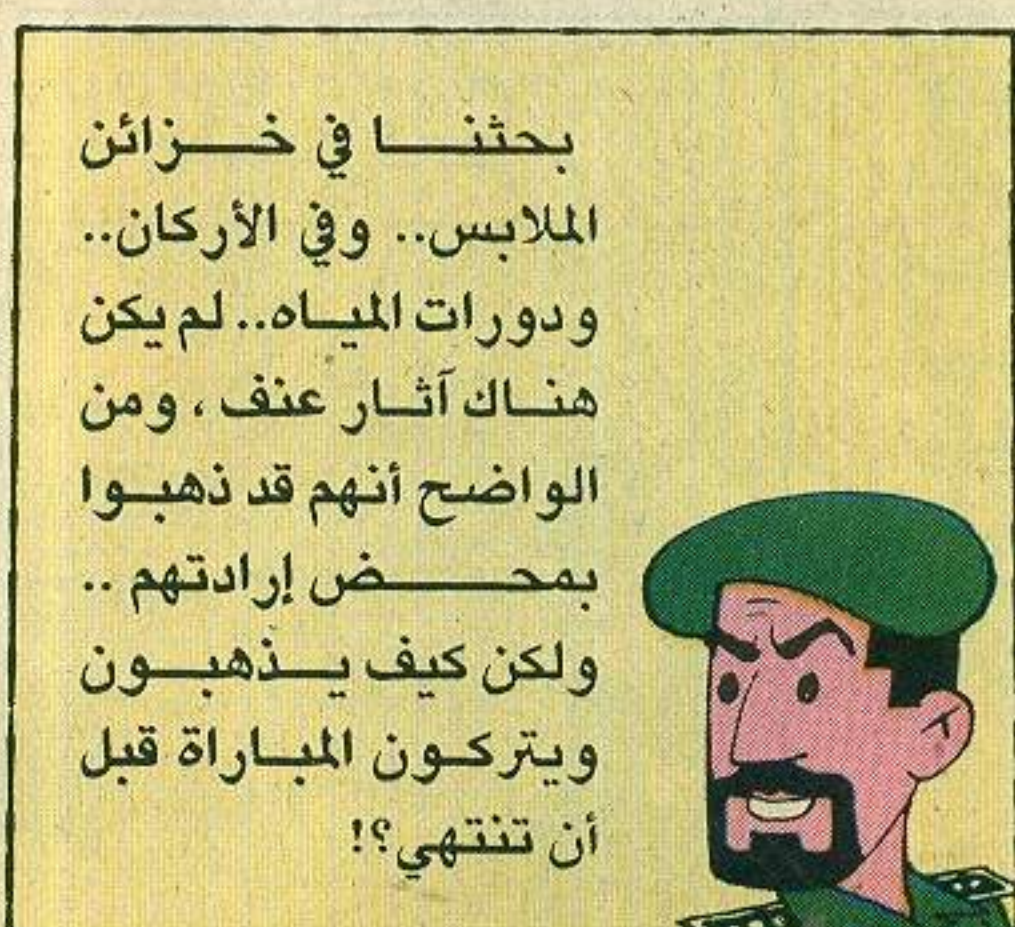 بحثنا في خزائن
الملابس.. وفي الأركان..
ودورات المياه.. لم يكن
هناك آثار عنف ، ومن
الواضح أنهم قد ذهبوا
بمحض إرادتهم ..
ولكن كيف يذهبون
ويتركون المباراة قبل
أن تنتهي؟!